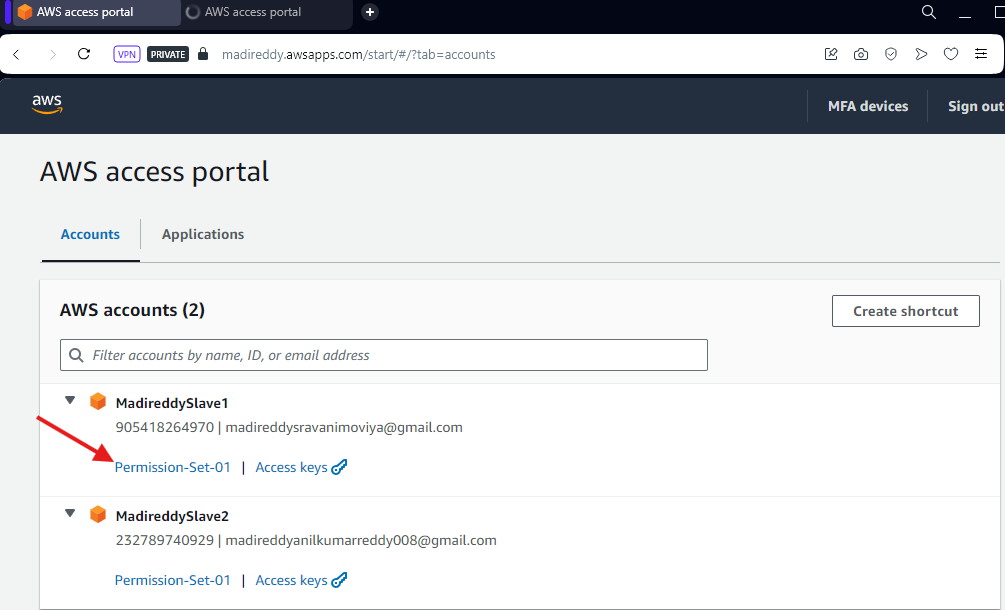 AWS access portal
AWS access portal
VPN PRIVATE madireddy.awsapps.com/start/#/?tab=accounts
aws
MFA devices
Sign out
AWS access portal
Accounts
Applications
AWS accounts (2)
Create shortcut
Filter accounts by name, ID, or email address
MadireddySlave1
905418264970 | madireddysravanimoviya@gmail.com
Permission-Set-01 | Access keys
MadireddySlave2
232789740929 | madireddyanilkumarreddy008@gmail.com
Permission-Set-01 | Access keys